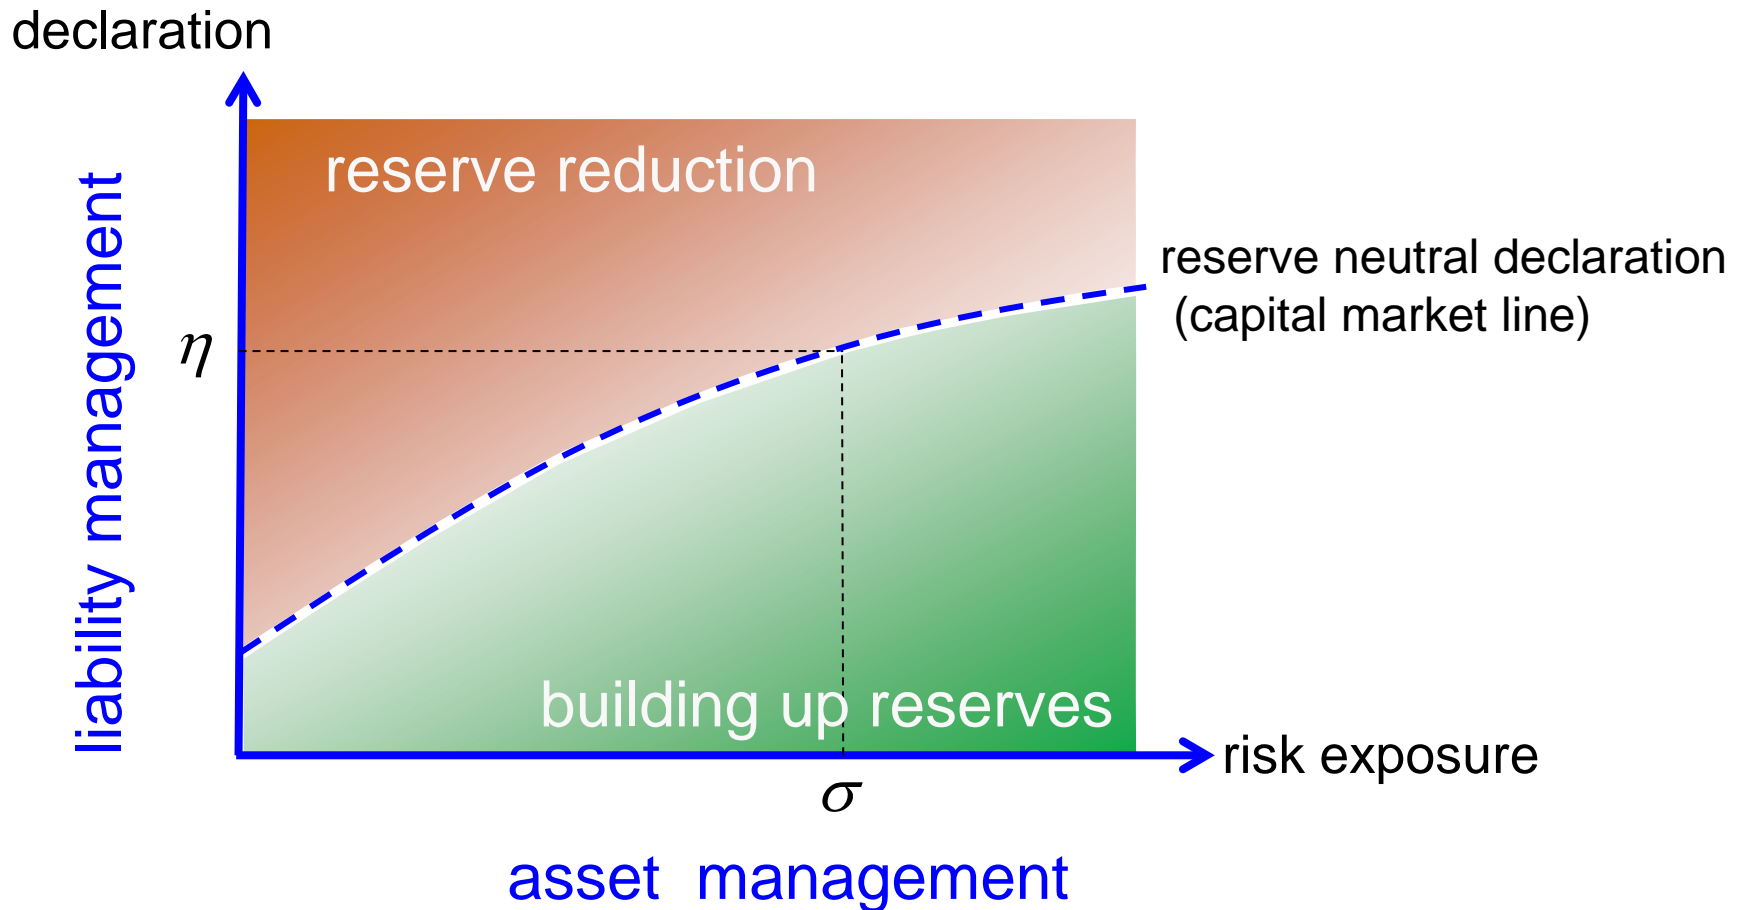 declaration
reserve reduction
liability management
reserve neutral declaration
(capital market line)
η
building up reserves
risk exposure
σ
asset management